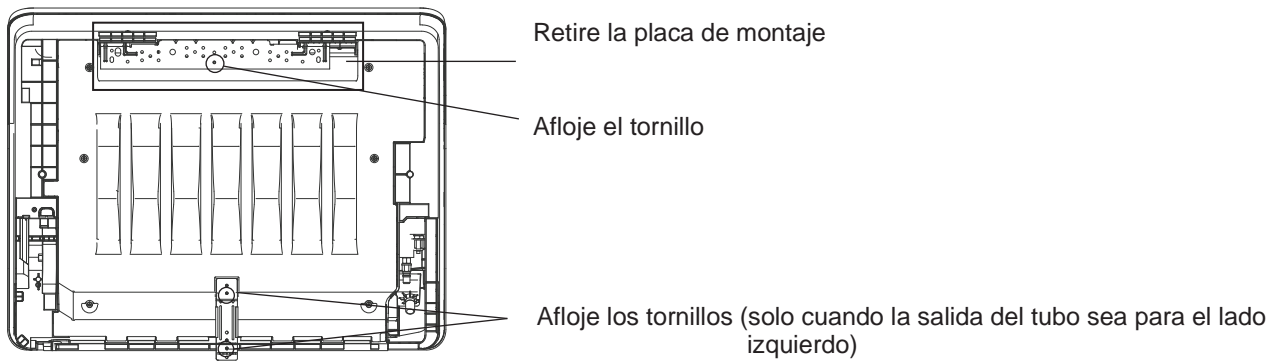 Retire la placa de montaje
Afloje el tornillo
Afloje los tornillos (solo cuando la salida del tubo sea para el lado
izquierdo)